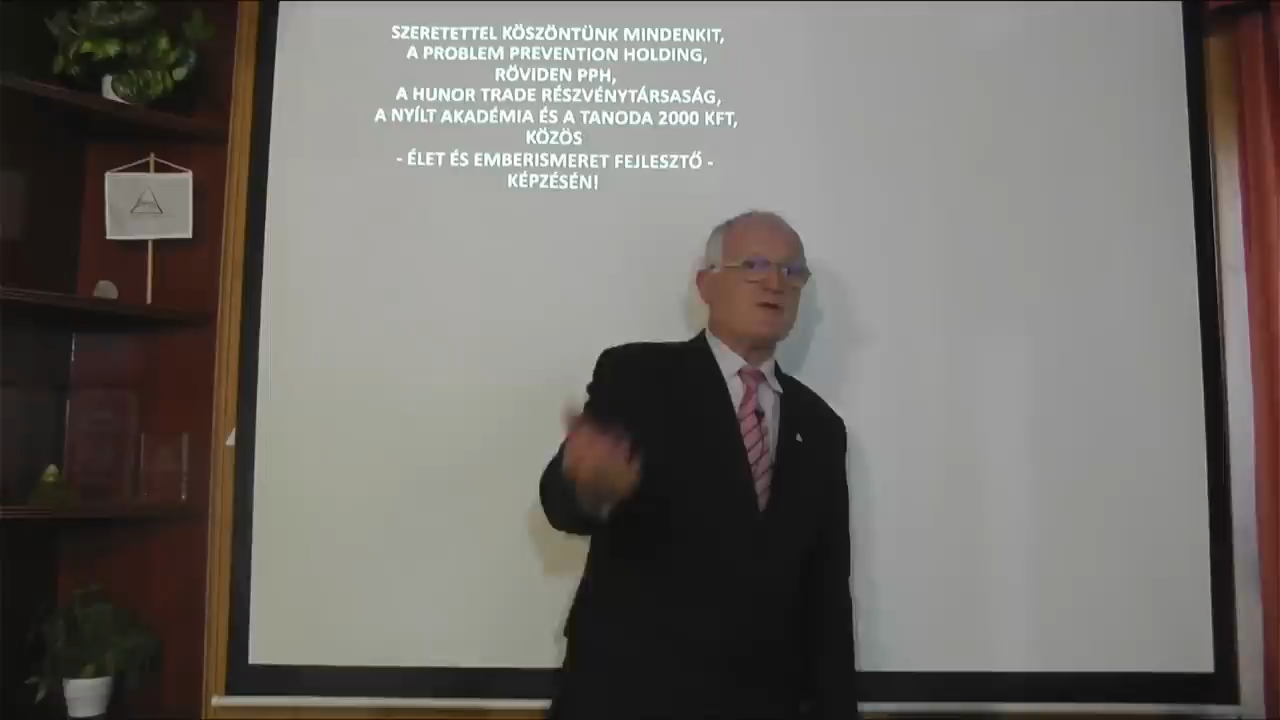 SZERETETTEL KÖSZÖNTÜNK MINDENKIT,
A PROBLEM PREVENTION HOLDING,
RÖVIDEN PPH,
A HUNOR TRADE RÉSZVÉNYTÁRSASÁG,
A NYÍLT AKADÉMIA ÉS A TANODA 2000 KFT,
KÖZÖS
- ÉLET ÉS EMBERISMERET FEJLESZTŐ -
KÉPZÉSÉN!